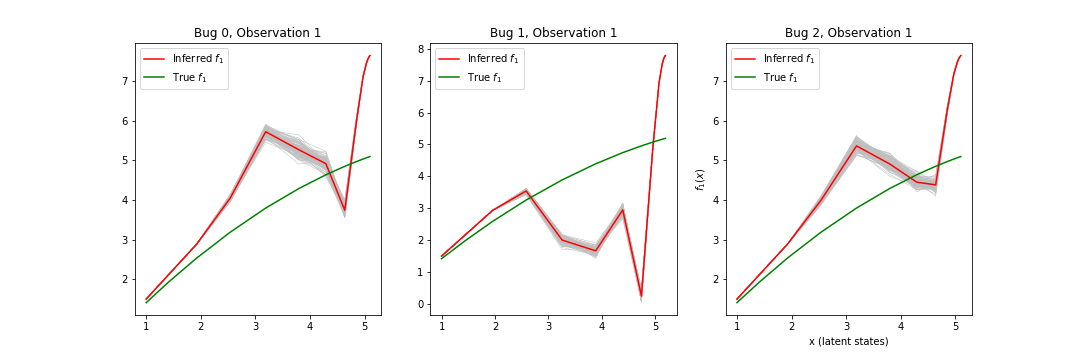 Bug 0, Observation 1
Inferred f₁
True f₁
7
6
5
4
3
2
1 2 3 4 5
Bug 1, Observation 1
Inferred f₁
True f₁
8
7
6
5
4
3
2
1
0
1 2 3 4 5
Bug 2, Observation 1
Inferred f₁
True f₁
f₁(x)
7
6
5
4
3
2
1 2 3 4 5
x (latent states)